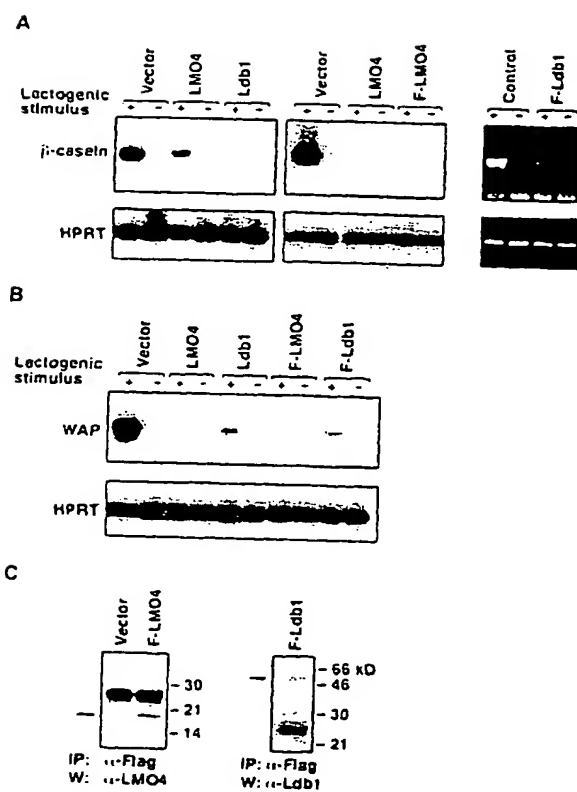 A
Vector LMO4 Ldb1 Vector LMO4 F-LMO4 Control F-Ldb1
Lactogenic
stimulus
+ - + - + - + - + - + - + - + -
β-casein
HPRT
B
Vector LMO4 Ldb1 F-LMO4 F-Ldb1
Lactogenic
stimulus
+ - + - + - + - + -
WAP
HPRT
C
Vector F-LMO4 F-Ldb1
- 30
- 21
- 14
- 66 kD
- 46
- 30
- 21
IP: α-Flag
W: α-LMO4
IP: α-Flag
W: α-Ldb1